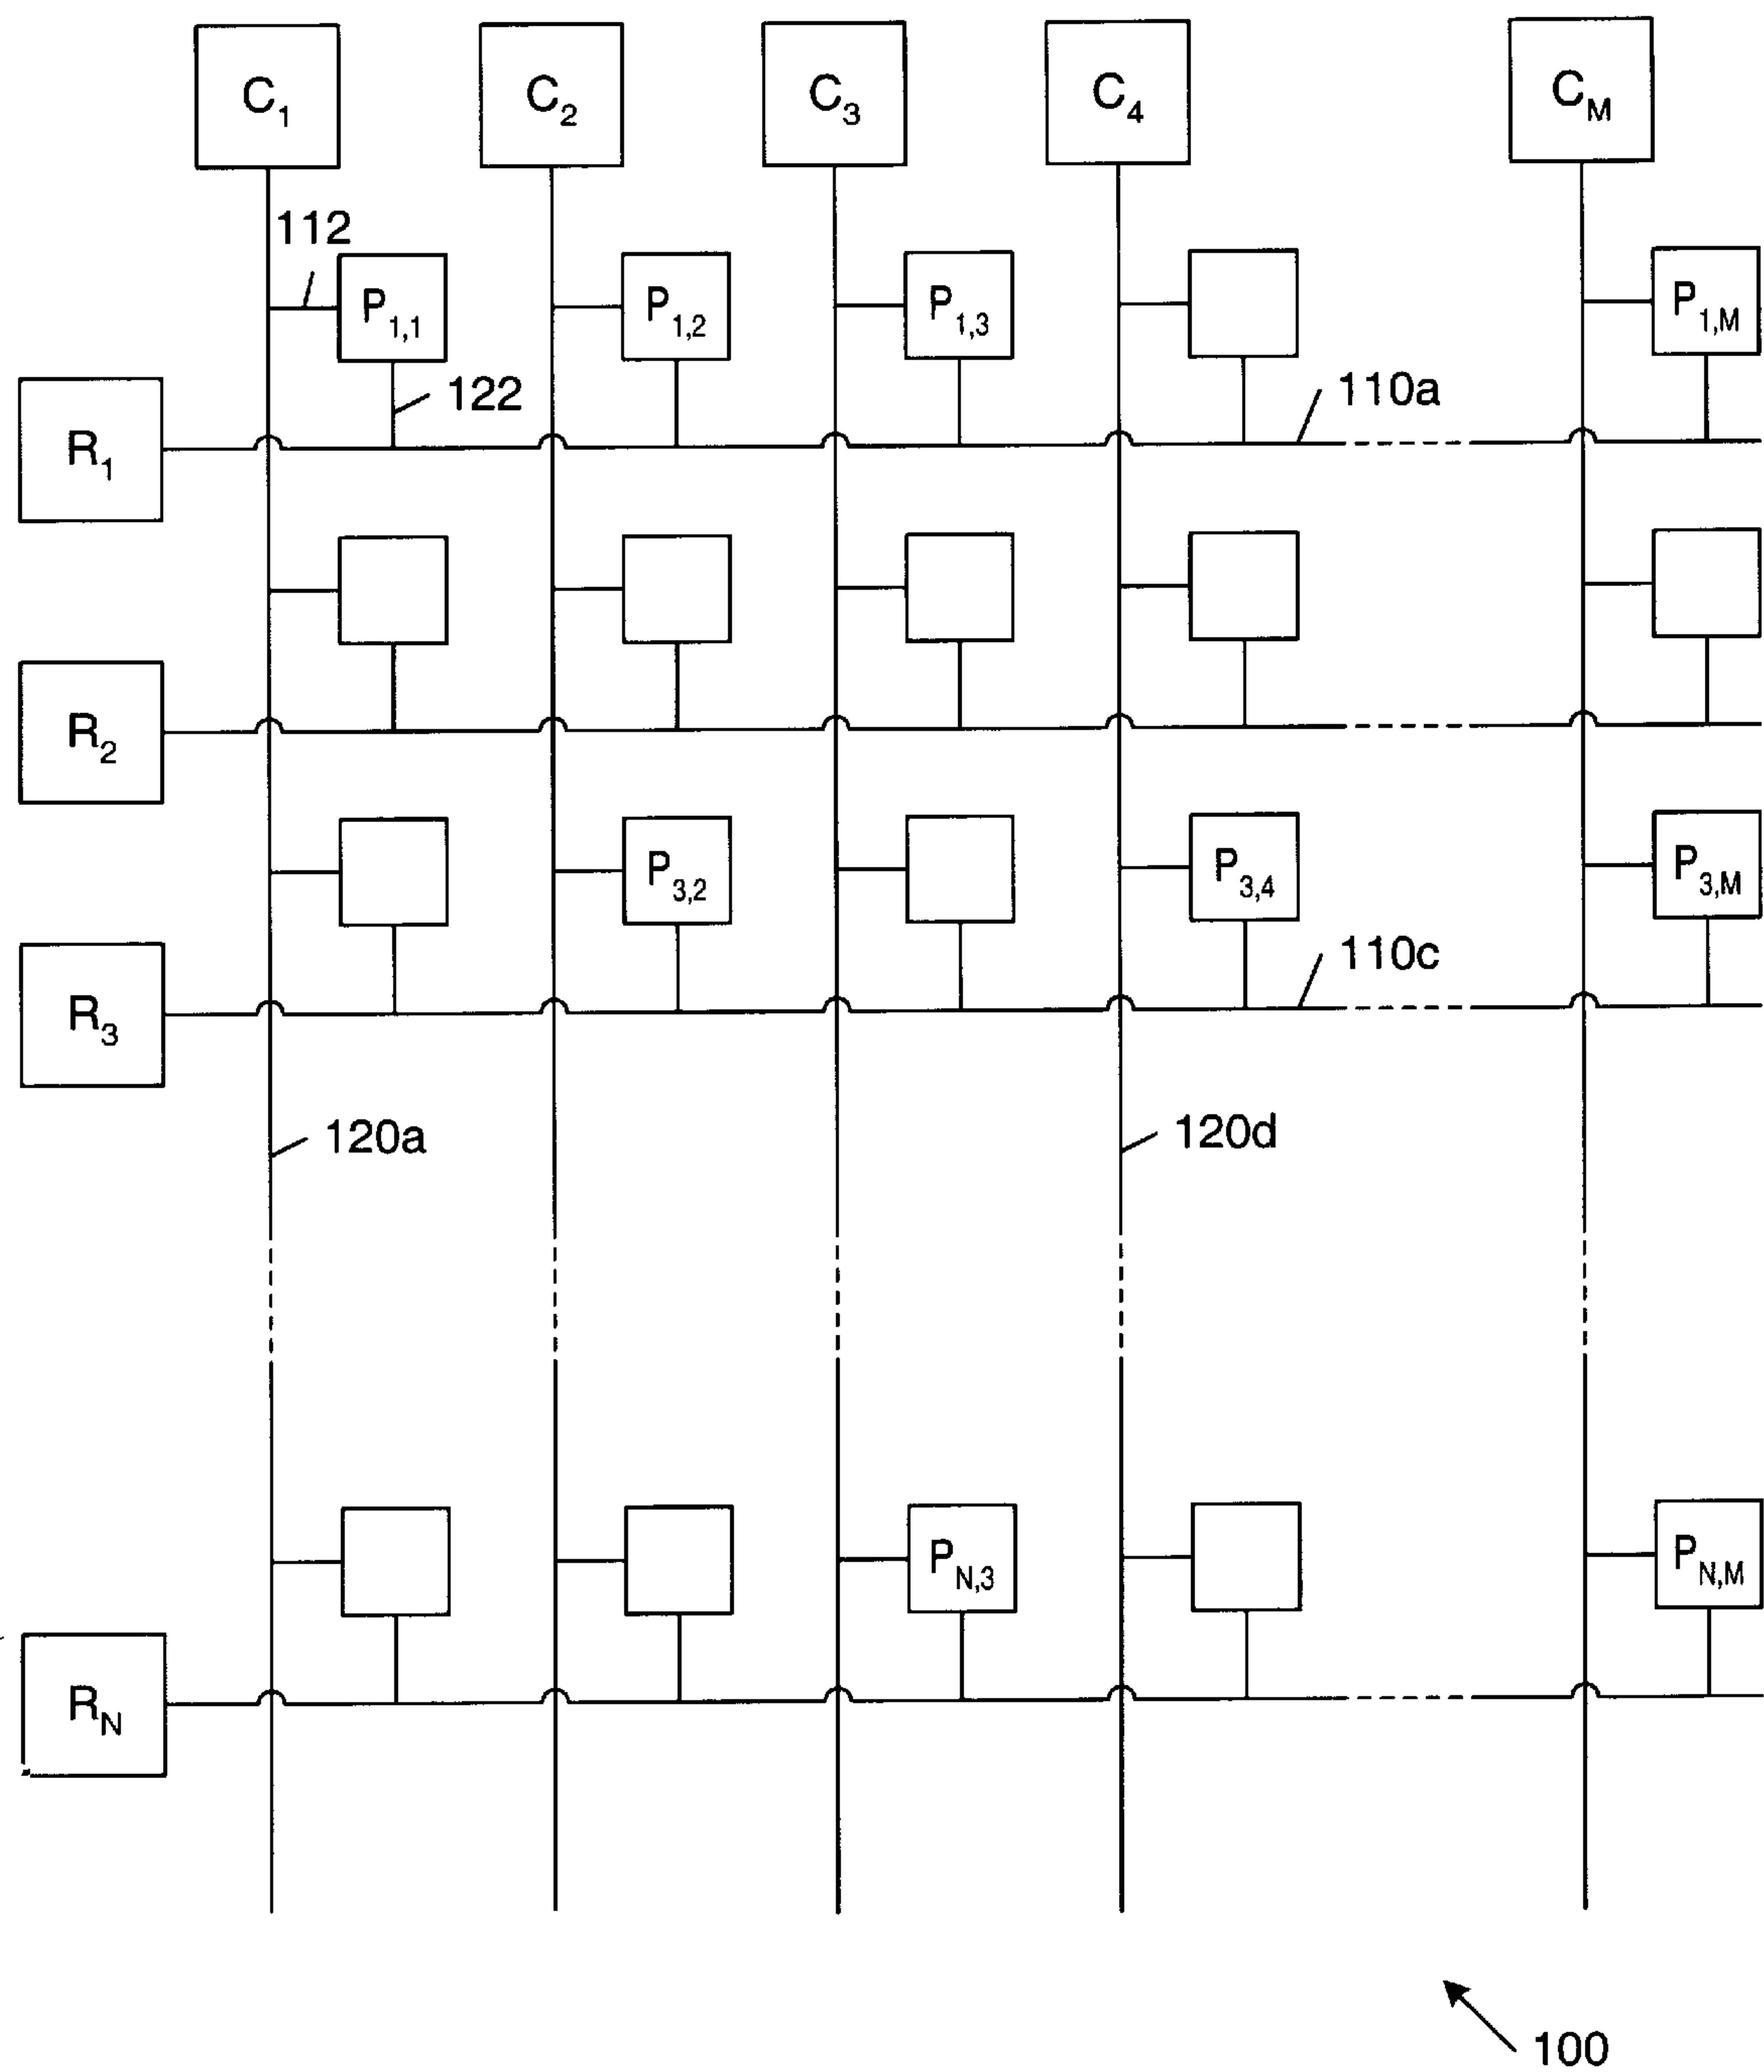 C1 C2 C3 C4 CM
112
P1,1 P1,2 P1,3 P1,M
122 110a
R1
R2
P3,2 P3,4 P3,M
110c
R3
120a 120d
PN,3 PN,M
RN
100